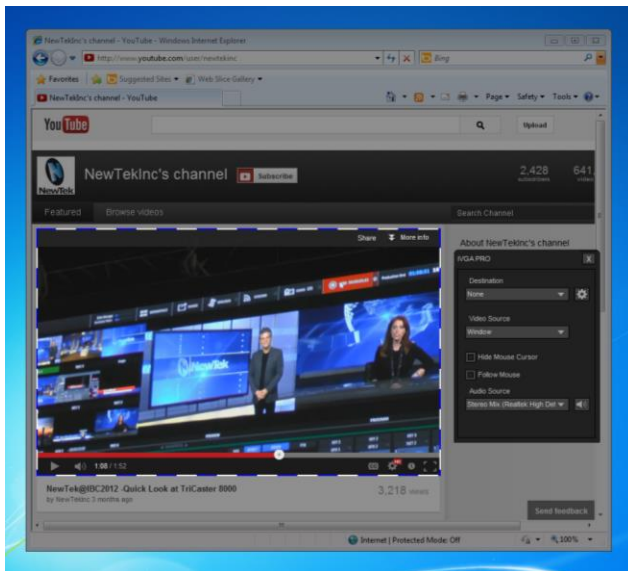 NewTekInc's channel - YouTube - Windows Internet Explorer
http://www.youtube.com/user/newtekinc
Bing
Favorites
Suggested Sites
Web Slice Gallery
NewTekInc's channel - YouTube
Page
Safety
Tools
YouTube
Upload
NewTek
NewTekInc's channel
Subscribe
2,428
subscribers
641,
video
Featured
Browse videos
Search Channel
Share
More info
NewTek
1:08 / 1:52
NewTek@IBC2012 -Quick Look at TriCaster 8000
by NewTekInc 3 months ago
3,218 views
About NewTekInc's channel
iVGA PRO
X
Destination
None
Video Source
Window
Hide Mouse Cursor
Follow Mouse
Audio Source
Stereo Mix (Realtek High Def
Send feedback
Internet | Protected Mode: Off
100%